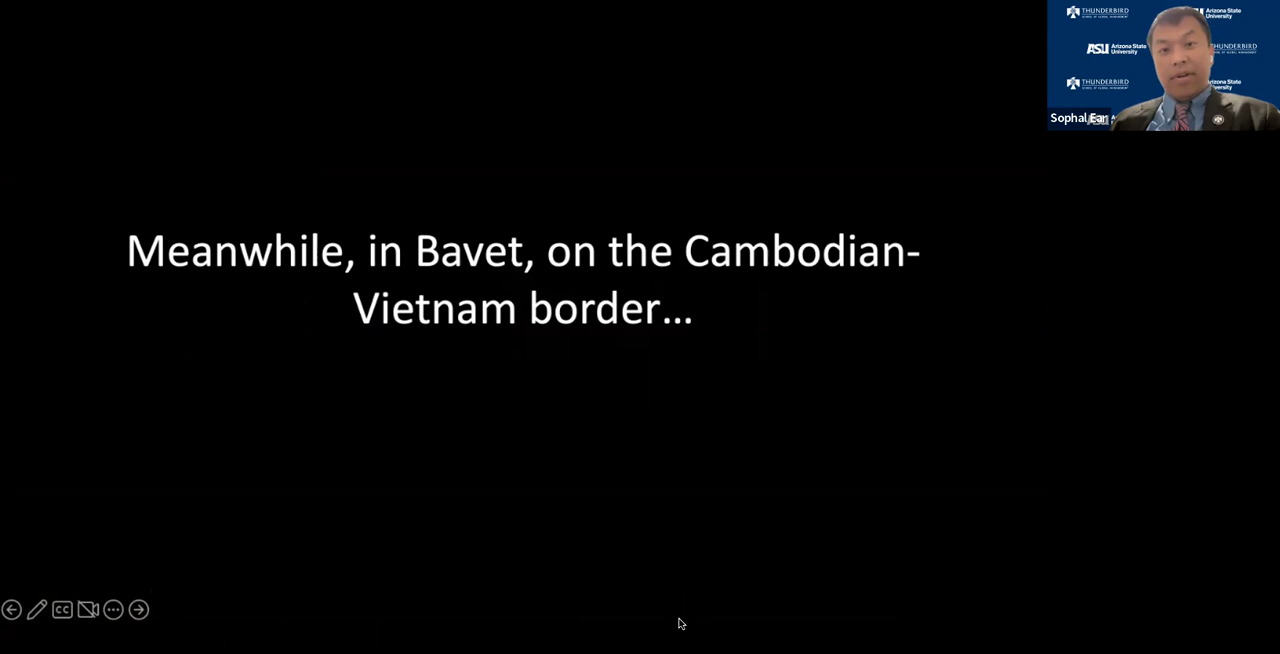 THUNDERBIRD
Arizona State
University
ASU Arizona State
University
THUNDERBIRD
THUNDERBIRD
Arizona State
University
Sophal Ear
Meanwhile, in Bavet, on the Cambodian-
Vietnam border...
CC